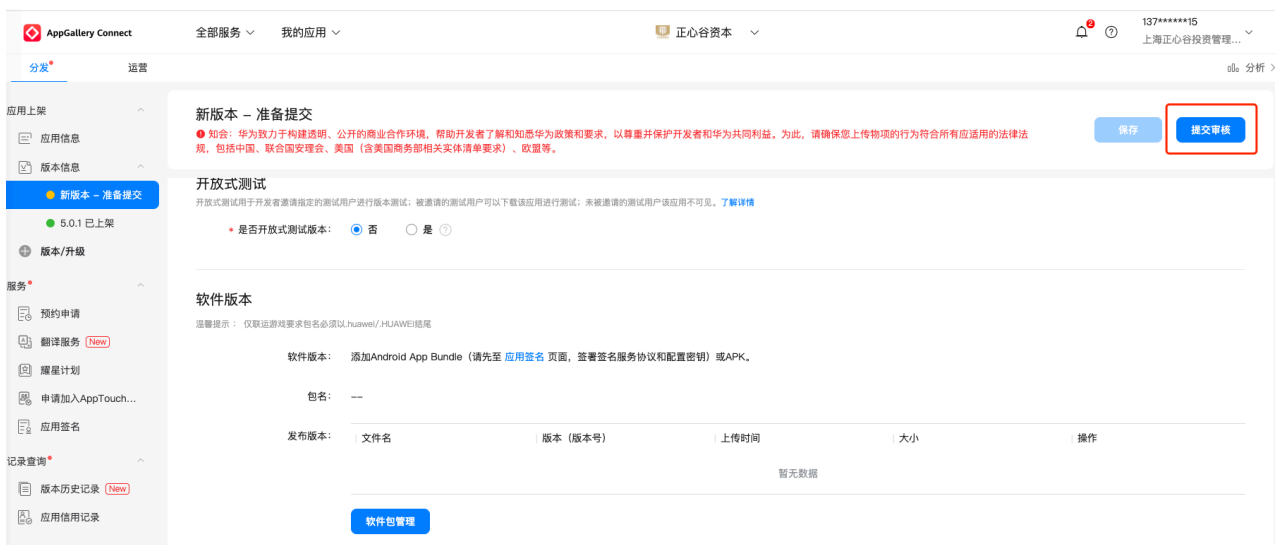 AppGallery Connect
全部服务
我的应用
正心谷资本
2
137******15
上海正心谷投资管理...
分发
运营
分析
应用上架
应用信息
版本信息
新版本 – 准备提交
5.0.1 已上架
版本/升级
服务
预约申请
翻译服务 New
耀星计划
申请加入AppTouch...
应用签名
记录查询
版本历史记录 New
应用信用记录
新版本 – 准备提交
知会：华为致力于构建透明、公开的商业合作环境，帮助开发者了解和知悉华为政策和要求，以尊重并保护开发者和华为共同利益。为此，请确保您上传物项的行为符合所有应适用的法律法
规，包括中国、联合国安理会、美国（含美国商务部相关实体清单要求）、欧盟等。
保存
提交审核
开放式测试
开放式测试用于开发者邀请指定的测试用户进行版本测试；被邀请的测试用户可以下载该应用进行测试；未被邀请的测试用户该应用不可见。了解详情
* 是否开放式测试版本： 否 是
软件版本
温馨提示： 仅联运游戏要求包名必须以.huawei/.HUAWEI结尾
软件版本： 添加Android App Bundle（请先至 应用签名 页面，签署签名服务协议和配置密钥）或APK。
包名： --
发布版本： 文件名 版本（版本号） 上传时间 大小 操作
暂无数据
软件包管理